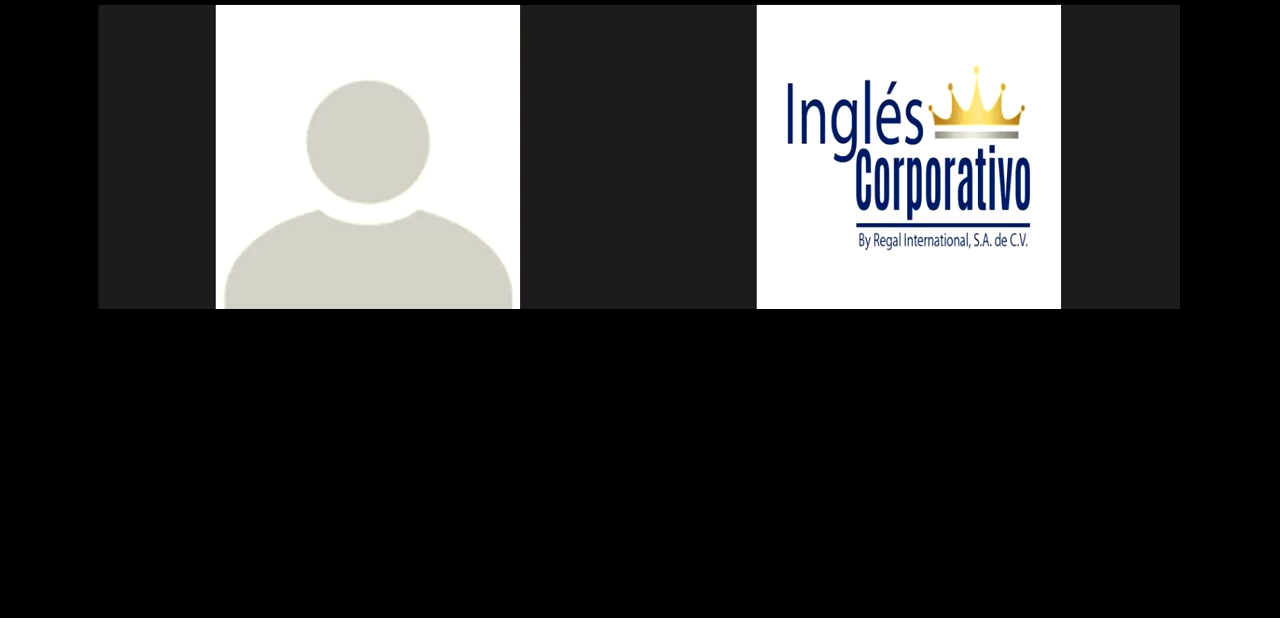 Inglés
Corporativo
By Regal International, S.A. de C.V.